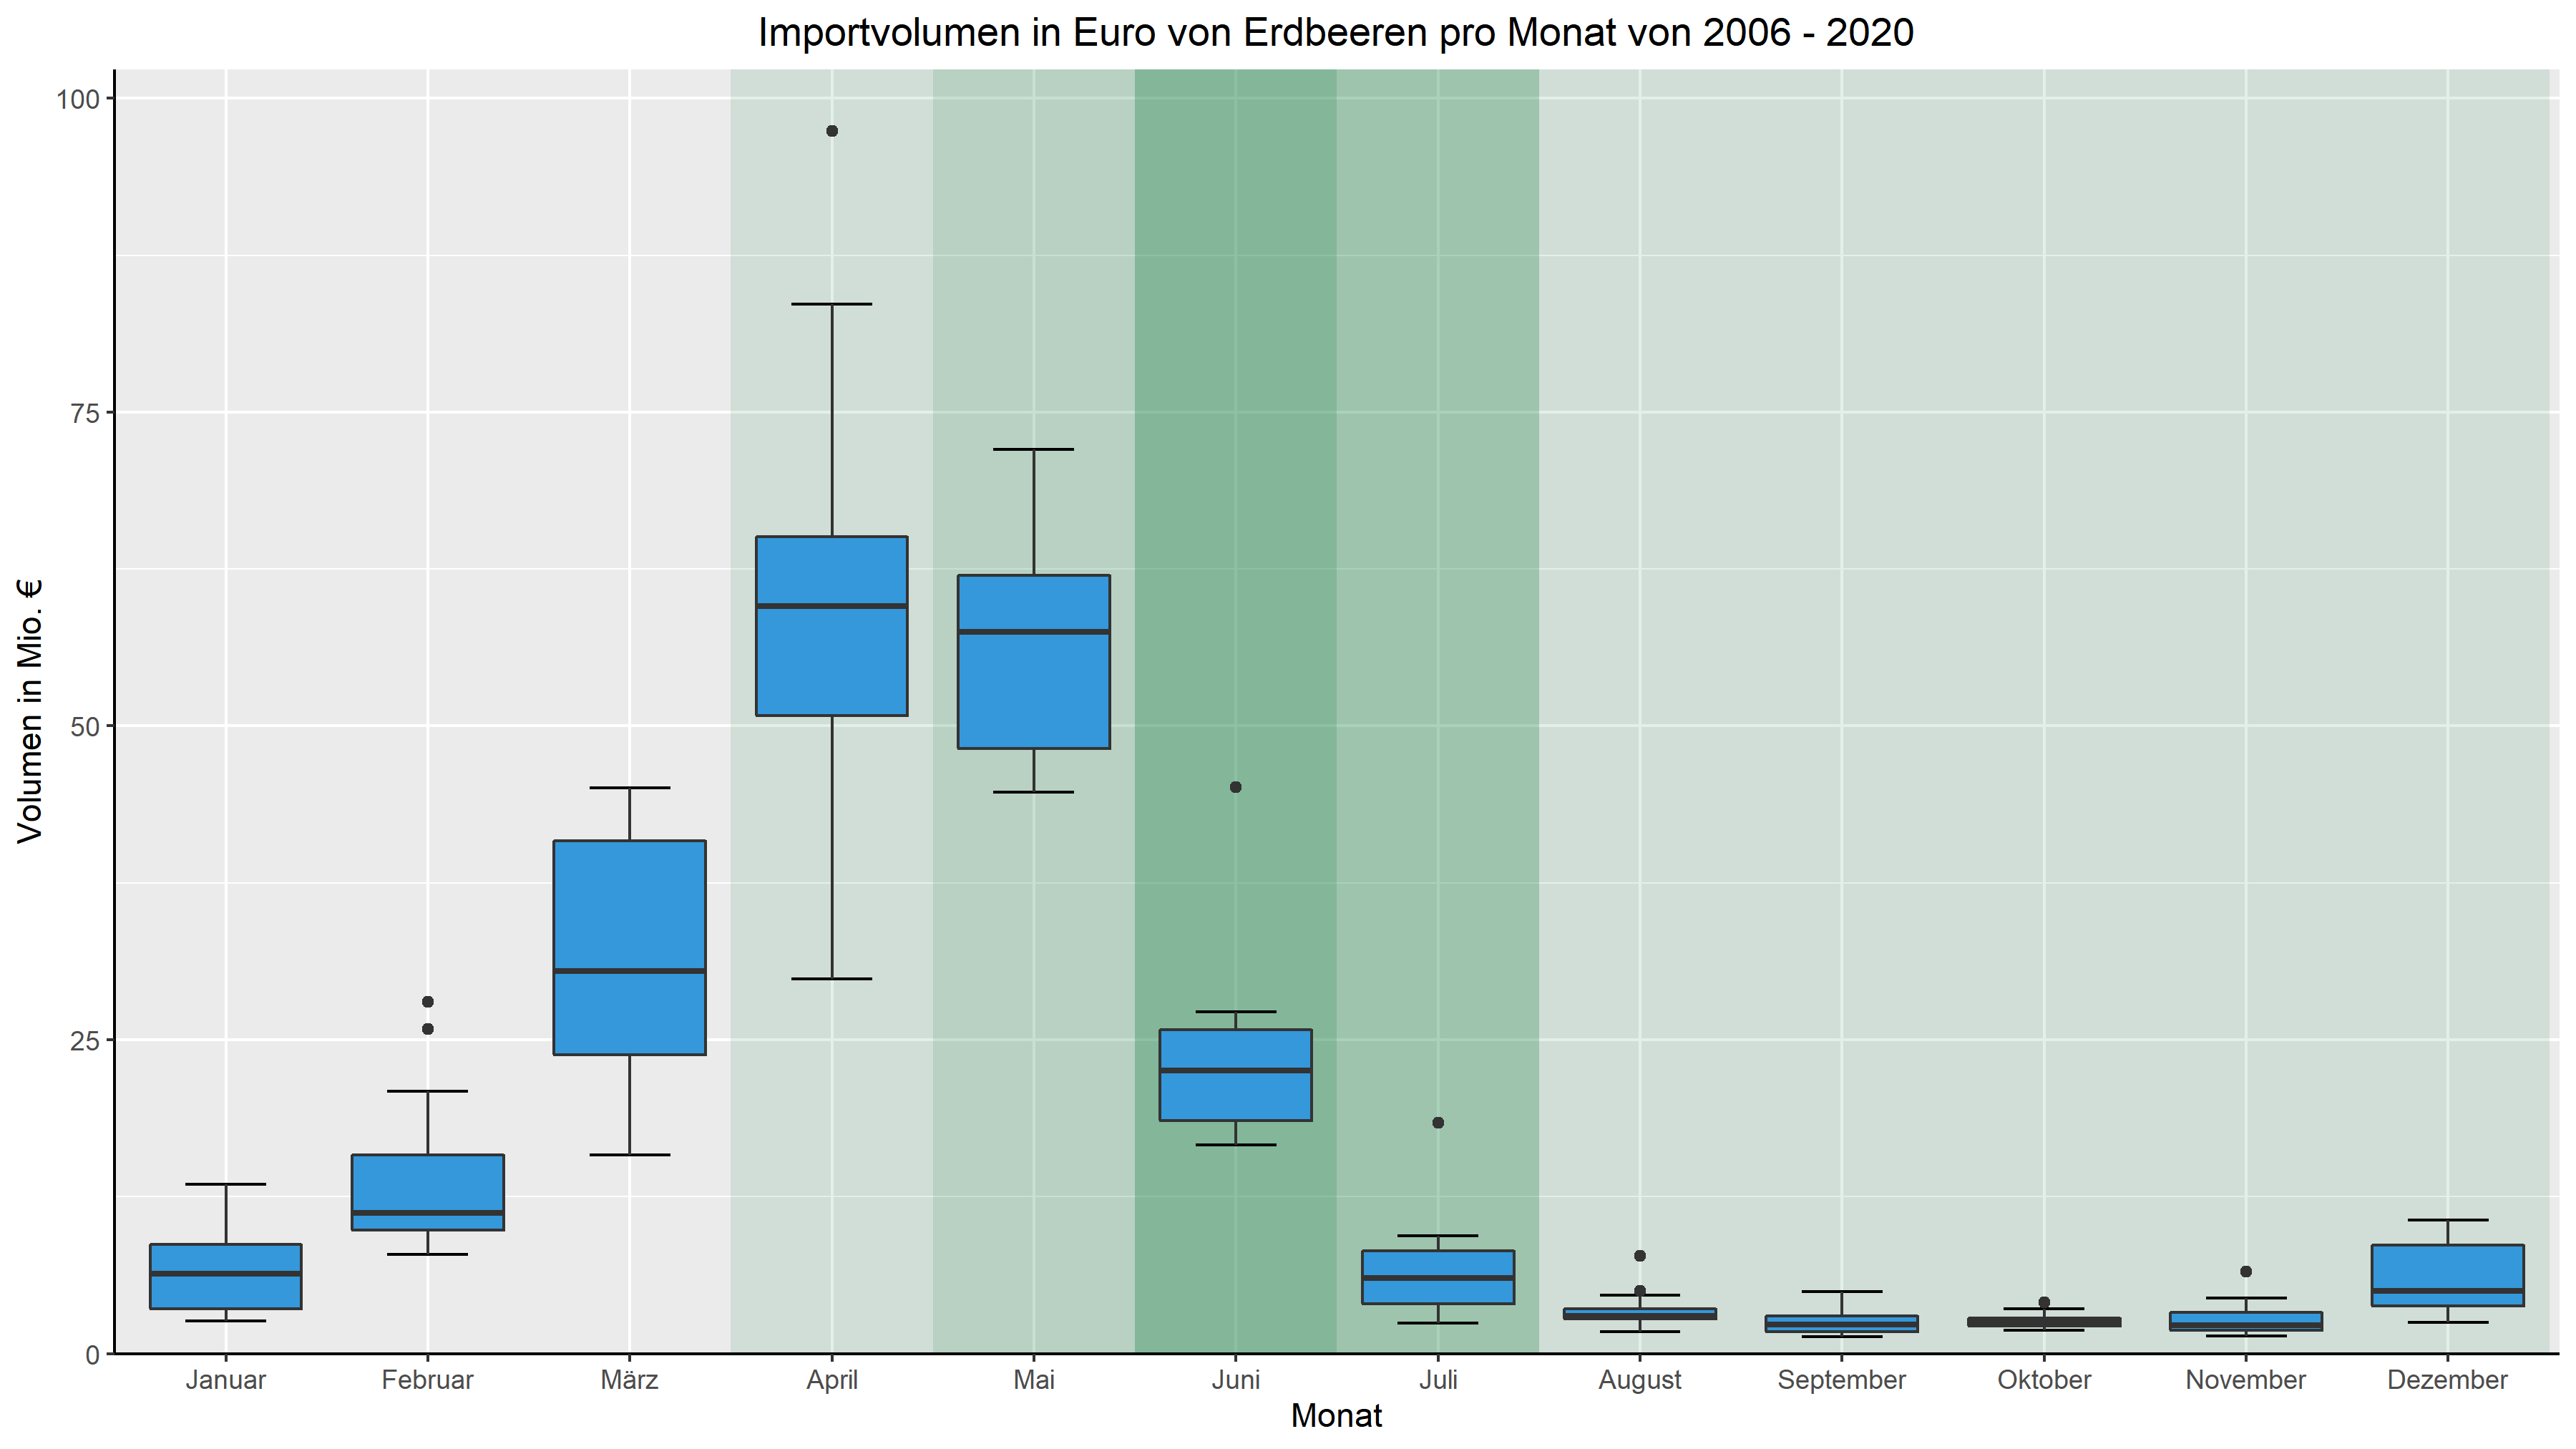 Importvolumen in Euro von Erdbeeren pro Monat von 2006 - 2020
Volumen in Mio. €
100
75
50
25
0
Januar Februar März April Mai Juni Juli August September Oktober November Dezember
Monat